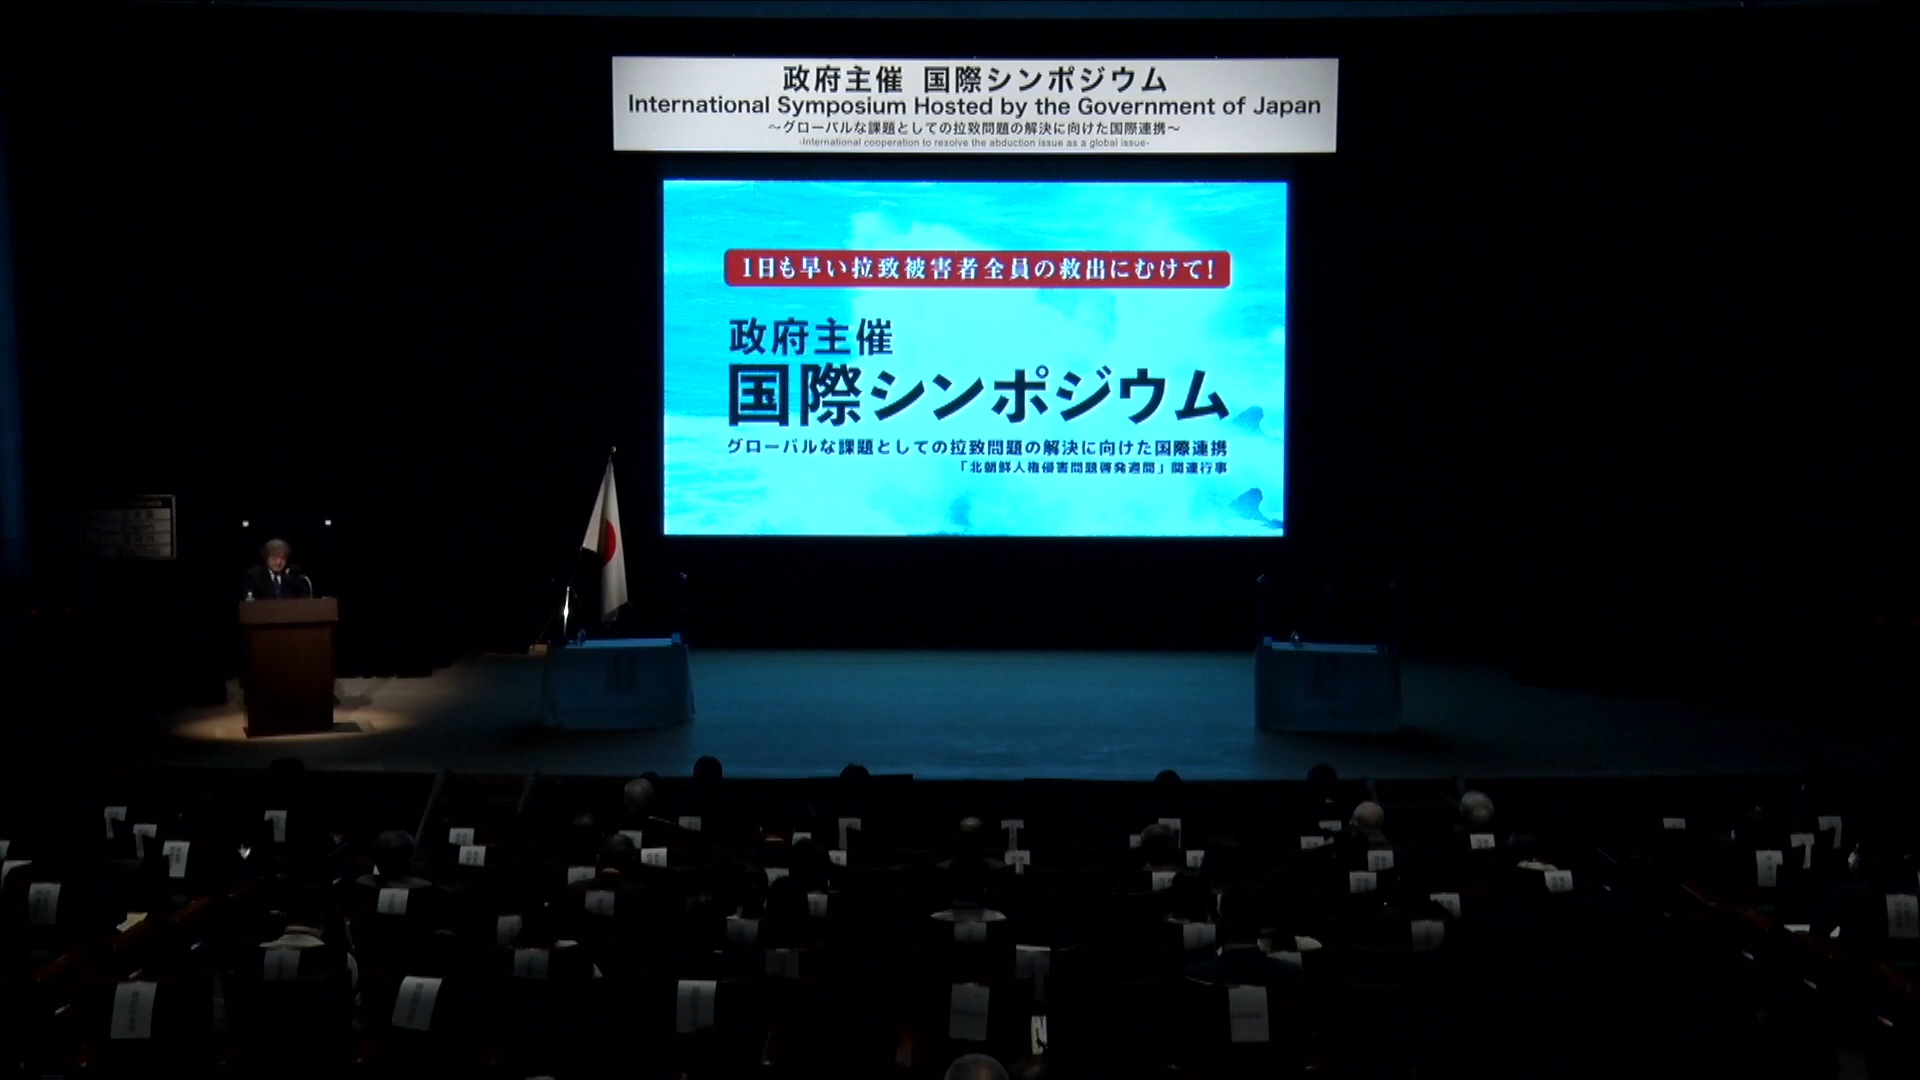 政府主催 国際シンポジウム
International Symposium Hosted by the Government of Japan
～グローバルな課題としての拉致問題の解決に向けた国際連携～
-International cooperation to resolve the abduction issue as a global issue-
1日も早い拉致被害者全員の救出にむけて!
政府主催
国際シンポジウム
グローバルな課題としての拉致問題の解決に向けた国際連携
「北朝鮮人権侵害問題啓発週間」関連行事